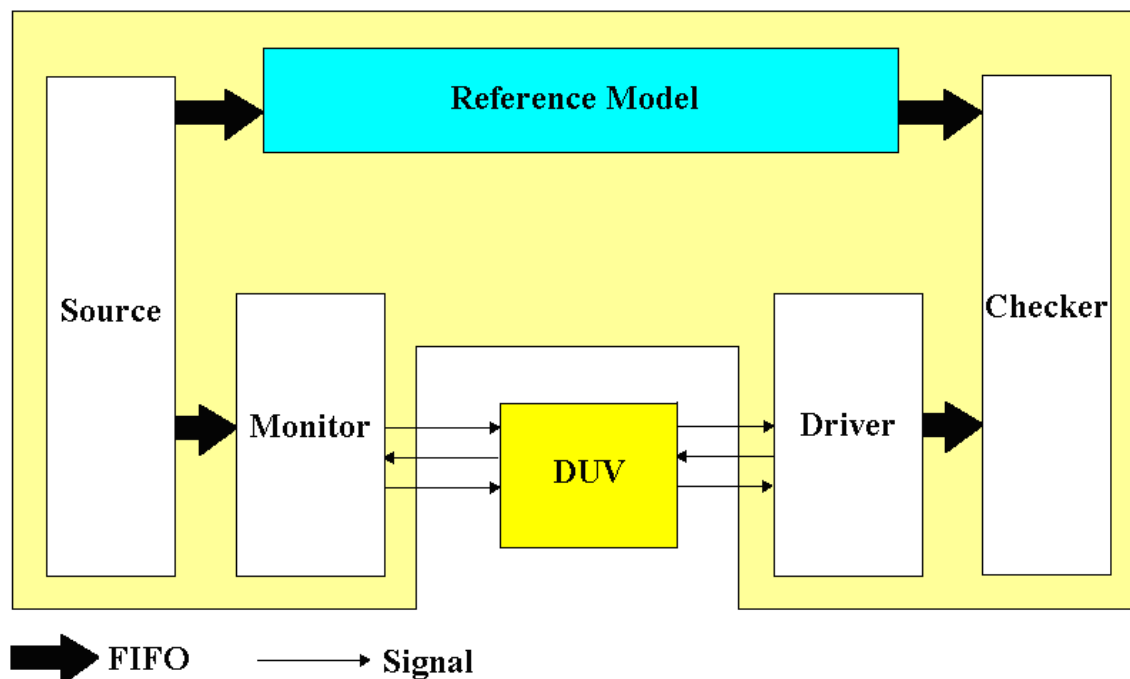 Reference Model
Source
Checker
Monitor
Driver
DUV
FIFO
Signal